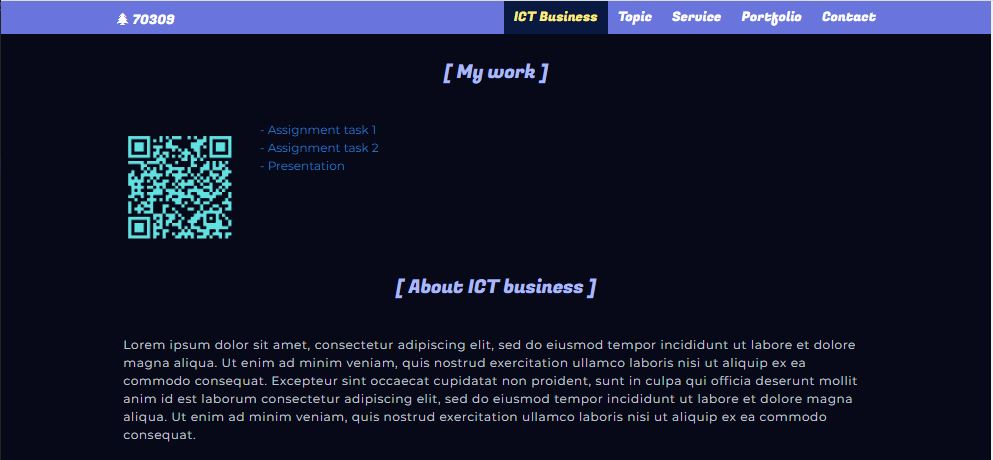 70309
ICT Business Topic Service Portfolio Contact
[ My work ]
- Assignment task 1
- Assignment task 2
- Presentation
[ About ICT business ]
Lorem ipsum dolor sit amet, consectetur adipiscing elit, sed do eiusmod tempor incididunt ut labore et dolore
magna aliqua. Ut enim ad minim veniam, quis nostrud exercitation ullamco laboris nisi ut aliquip ex ea
commodo consequat. Excepteur sint occaecat cupidatat non proident, sunt in culpa qui officia deserunt mollit
anim id est laborum consectetur adipiscing elit, sed do eiusmod tempor incididunt ut labore et dolore magna
aliqua. Ut enim ad minim veniam, quis nostrud exercitation ullamco laboris nisi ut aliquip ex ea commodo
consequat.